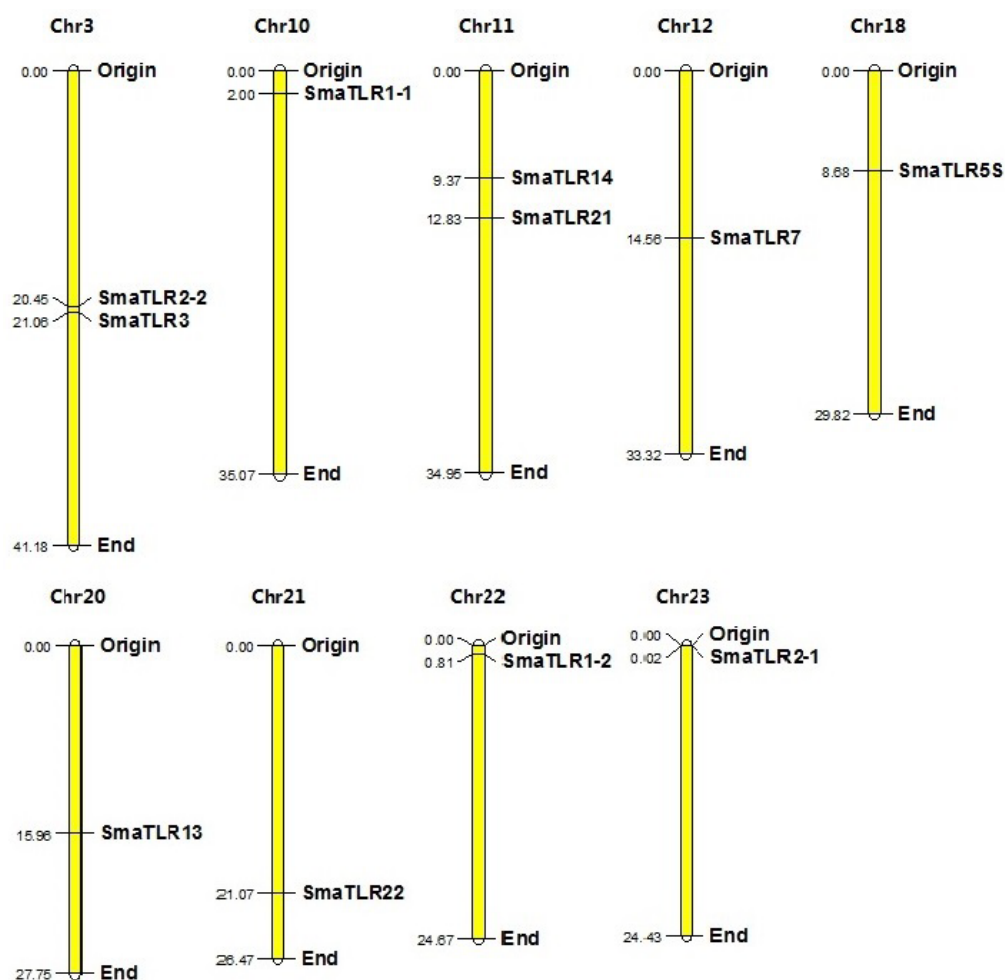 Chr3 Chr10 Chr11 Chr12 Chr18
0.00 Origin 0.00 Origin 0.00 Origin 0.00 Origin 0.00 Origin
2.00 SmaTLR1-1
8.68 SmaTLR5S
9.37 SmaTLR14
12.83 SmaTLR21
14.56 SmaTLR7
20.45 SmaTLR2-2
21.06 SmaTLR3
29.82 End
33.32 End
35.07 End 34.95 End
41.18 End
Chr20 Chr21 Chr22 Chr23
0.00 Origin 0.00 Origin 0.00 Origin 0.00 Origin
0.81 SmaTLR1-2 0.02 SmaTLR2-1
15.96 SmaTLR13
21.07 SmaTLR22
24.67 End 24.43 End
26.47 End
27.75 End